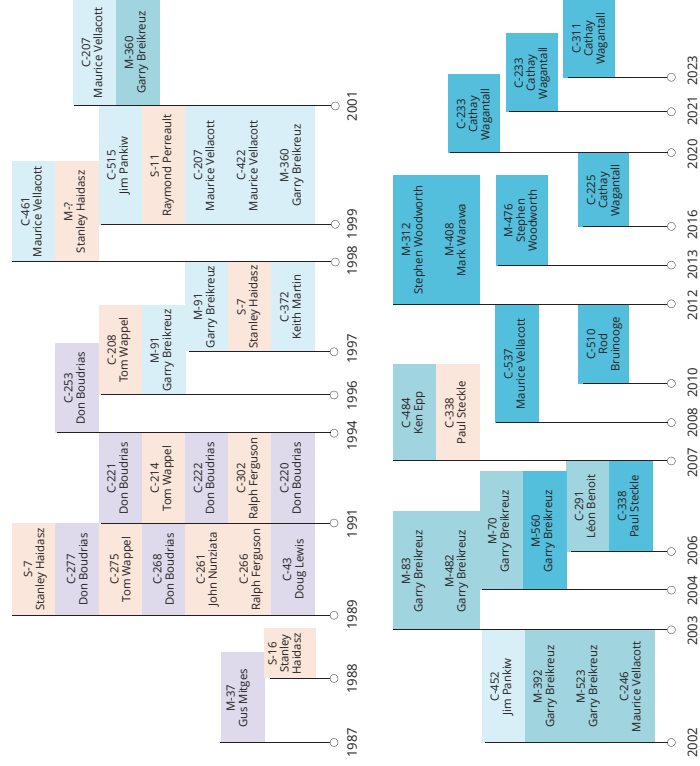 M-37
Gus Mitges
1987
S-16
Stanley
Haidasz
1988
S-7
Stanley Haidasz
C-277
Don Boudrias
C-275
Tom Wappel
C-268
Don Boudrias
C-261
John Nunziata
C-266
Ralph Ferguson
C-43
Doug Lewis
1989
C-221
Don Boudrias
C-214
Tom Wappel
C-222
Don Boudrias
C-302
Ralph Ferguson
C-220
Don Boudrias
1991
C-253
Don Boudrias
1994
C-208
Tom Wappel
M-91
Garry Breikreuz
1996
M-91
Garry Breikreuz
S-7
Stanley Haidasz
C-372
Keith Martin
1997
C-461
Maurice Vellacott
M-?
Stanley Haidasz
1998
C-515
Jim Pankiw
S-11
Raymond Perreault
C-207
Maurice Vellacott
C-422
Maurice Vellacott
M-360
Garry Breikreuz
1999
C-207
Maurice Vellacott
M-360
Garry Breikreuz
2001
C-452
Jim Pankiw
M-392
Garry Breikreuz
M-523
Garry Breikreuz
C-246
Maurice Vellacott
2002
M-83
Garry Breikreuz
M-482
Garry Breikreuz
2003
M-70
Garry Breikreuz
M-560
Garry Breikreuz
2004
C-291
Léon Benoit
C-338
Paul Steckle
2006
C-484
Ken Epp
C-338
Paul Steckle
2007
C-537
Maurice Vellacott
2008
C-510
Rod
Bruinooge
2010
M-312
Stephen Woodworth
M-408
Mark Warawa
2012
M-476
Stephen
Woodworth
2013
C-225
Cathay
Wagantall
2016
C-233
Cathay
Wagantall
2020
C-233
Cathay
Wagantall
2021
C-311
Cathay
Wagantall
2023